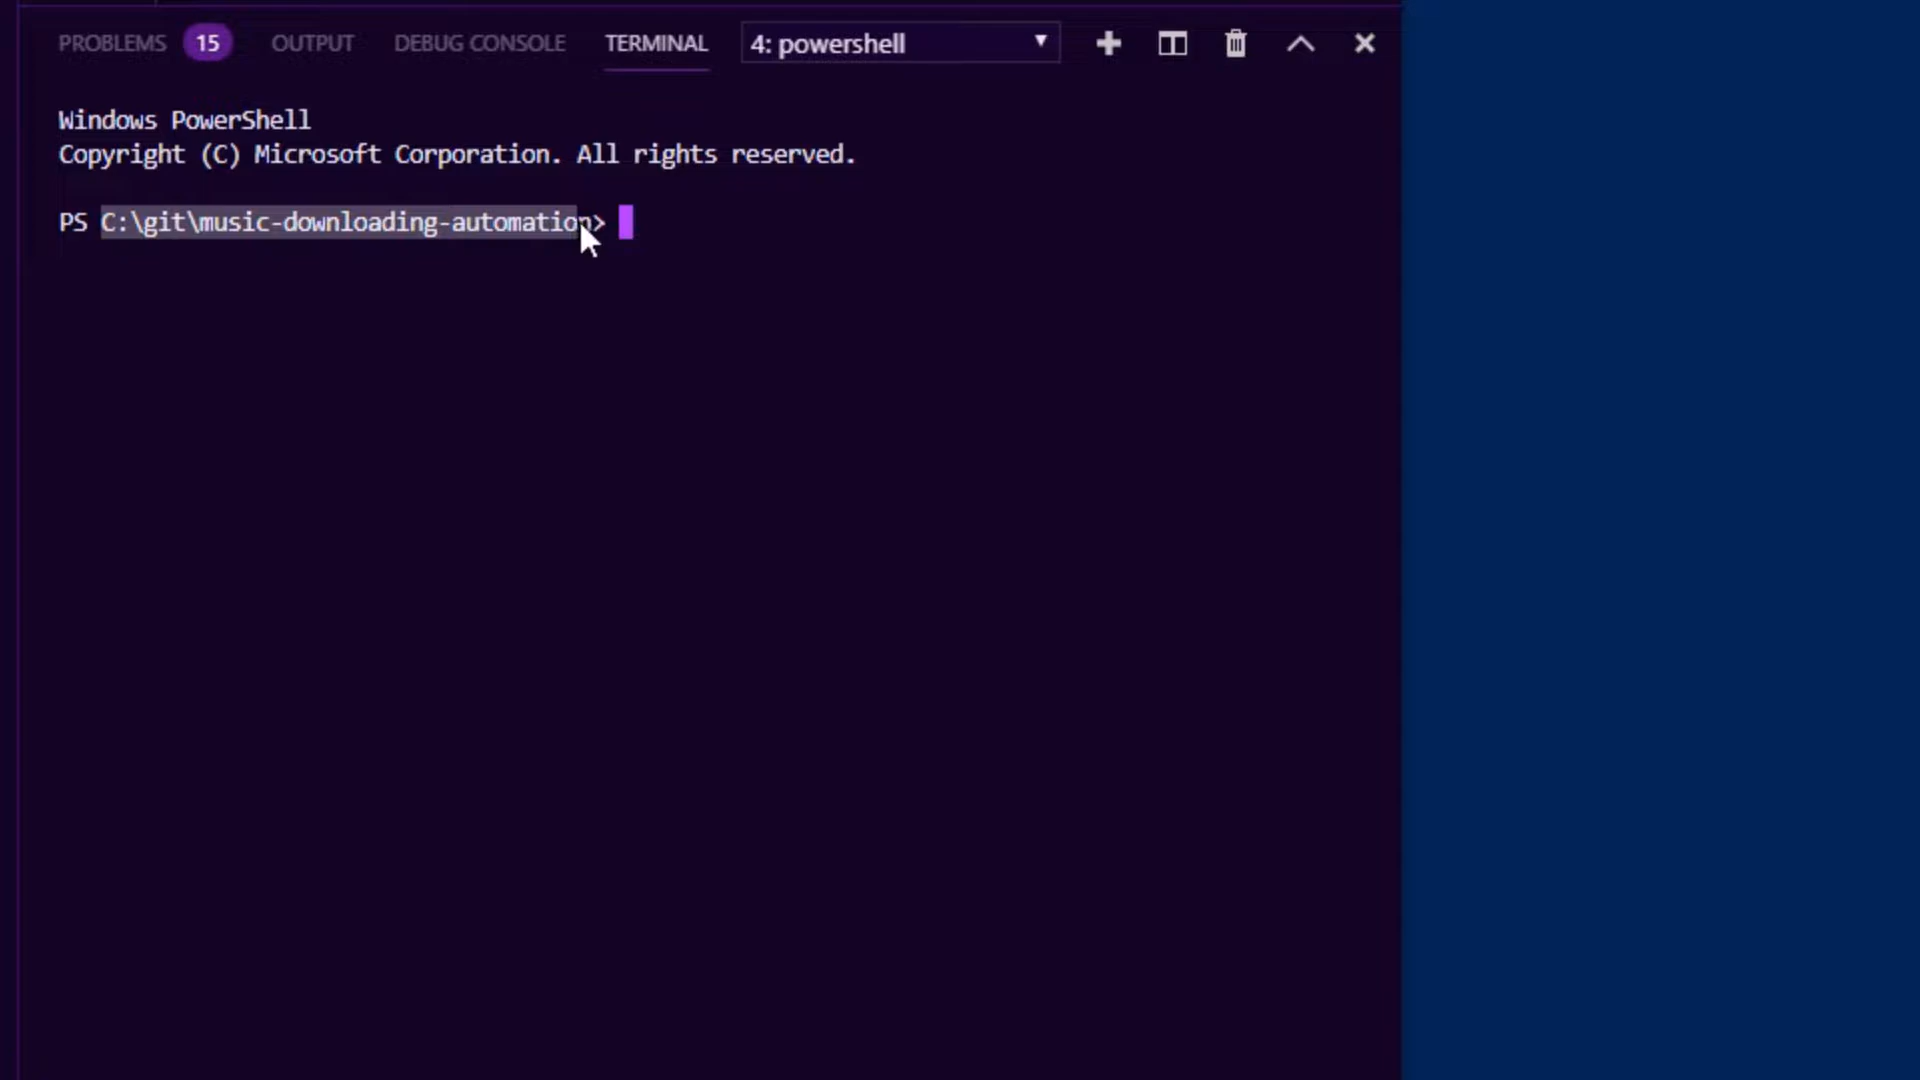 PROBLEMS 15 OUTPUT DEBUG CONSOLE TERMINAL 4: powershell
Windows PowerShell
Copyright (C) Microsoft Corporation. All rights reserved.
PS C:\git\music-downloading-automation>